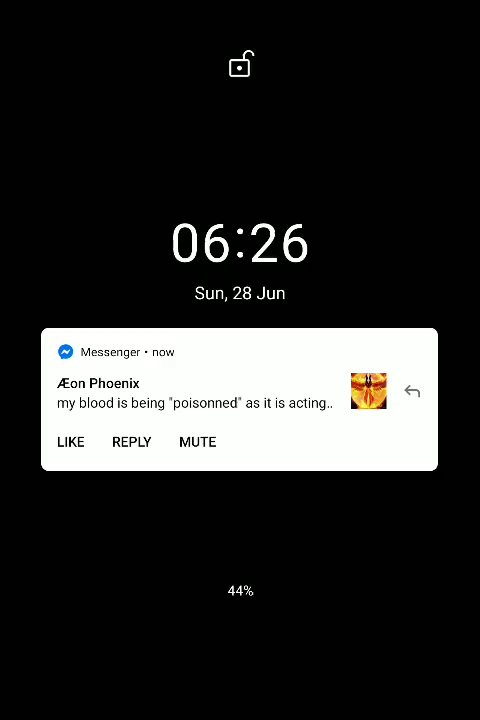 06:26
Sun, 28 Jun
Messenger • now
Æon Phoenix
my blood is being "poisonned" as it is acting..
LIKE REPLY MUTE
44%